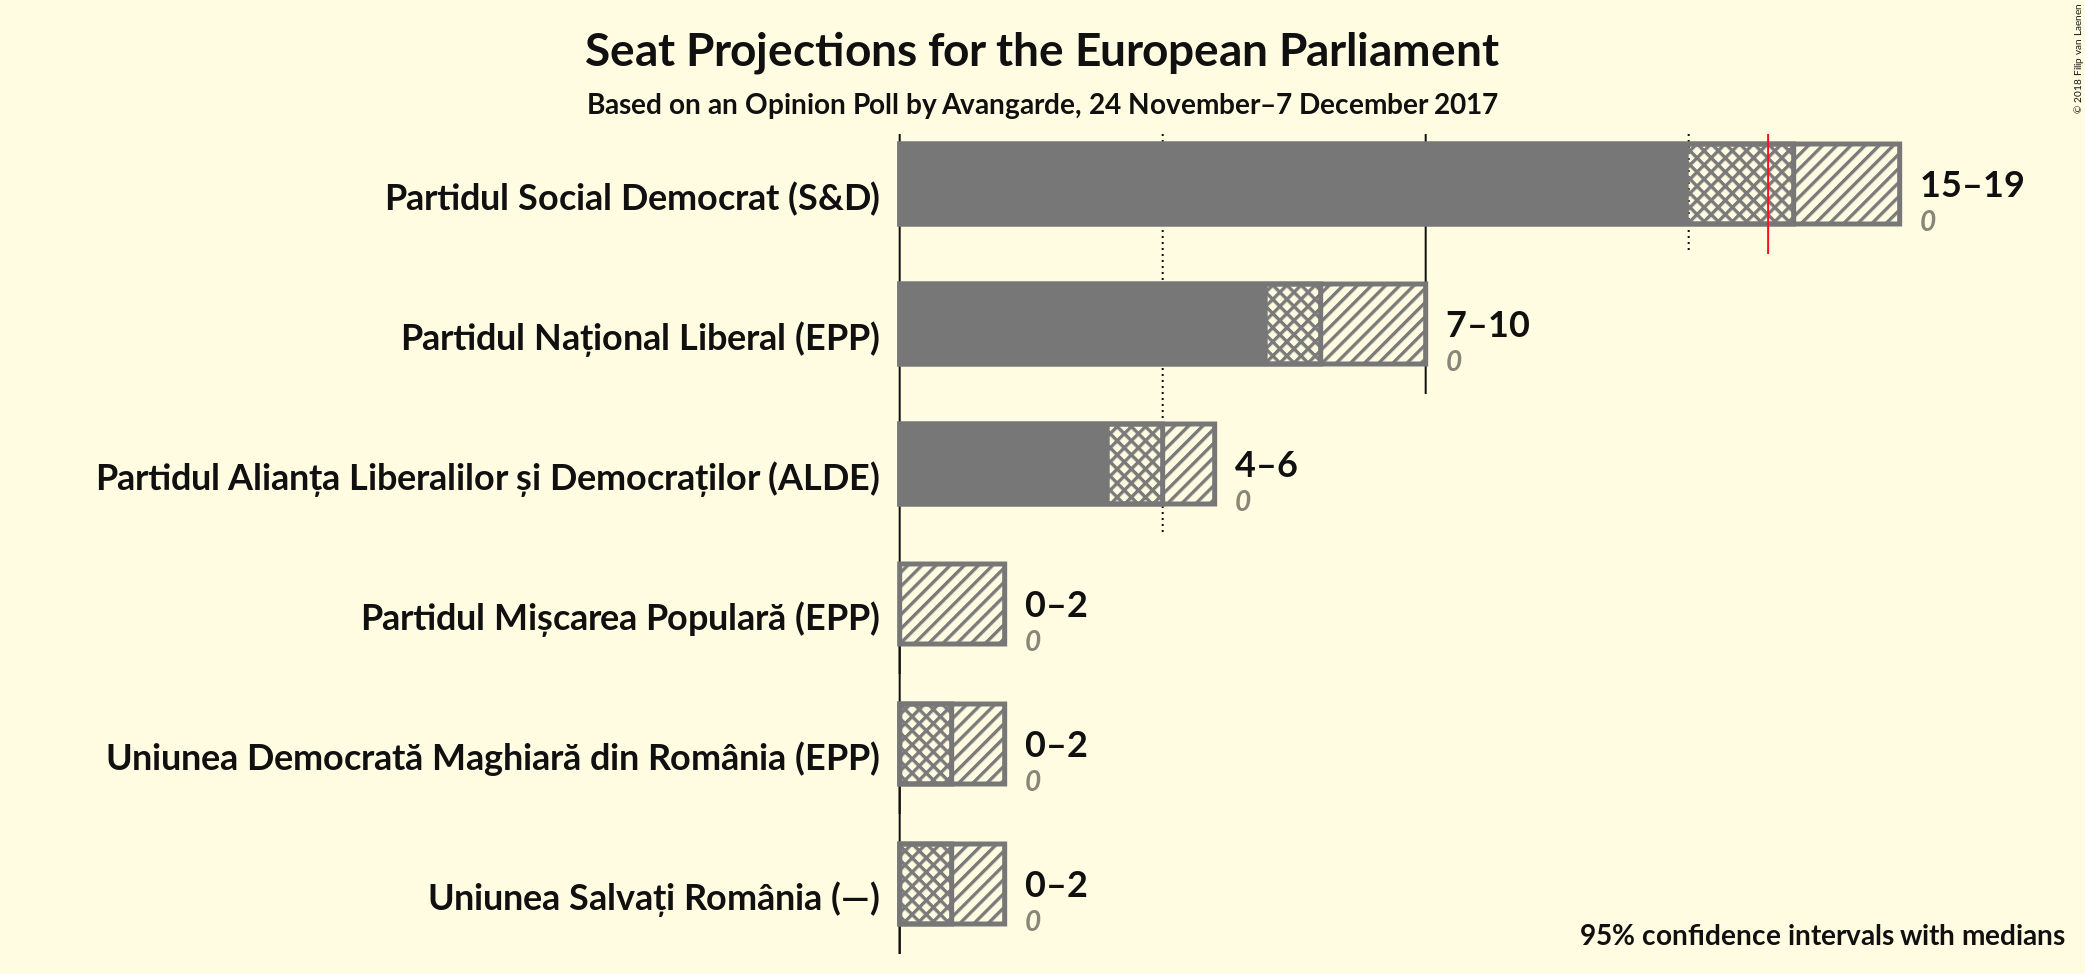 Seat Projections for the European Parliament
Based on an Opinion Poll by Avangarde, 24 November–7 December 2017
© 2018 Filip van Laenen
Partidul Social Democrat (S&D)
15–19
0
Partidul Național Liberal (EPP)
7–10
0
Partidul Alianța Liberalilor și Democraților (ALDE)
4–6
0
Partidul Mișcarea Populară (EPP)
0–2
0
Uniunea Democrată Maghiară din România (EPP)
0–2
0
Uniunea Salvați România (—)
0–2
0
95% confidence intervals with medians